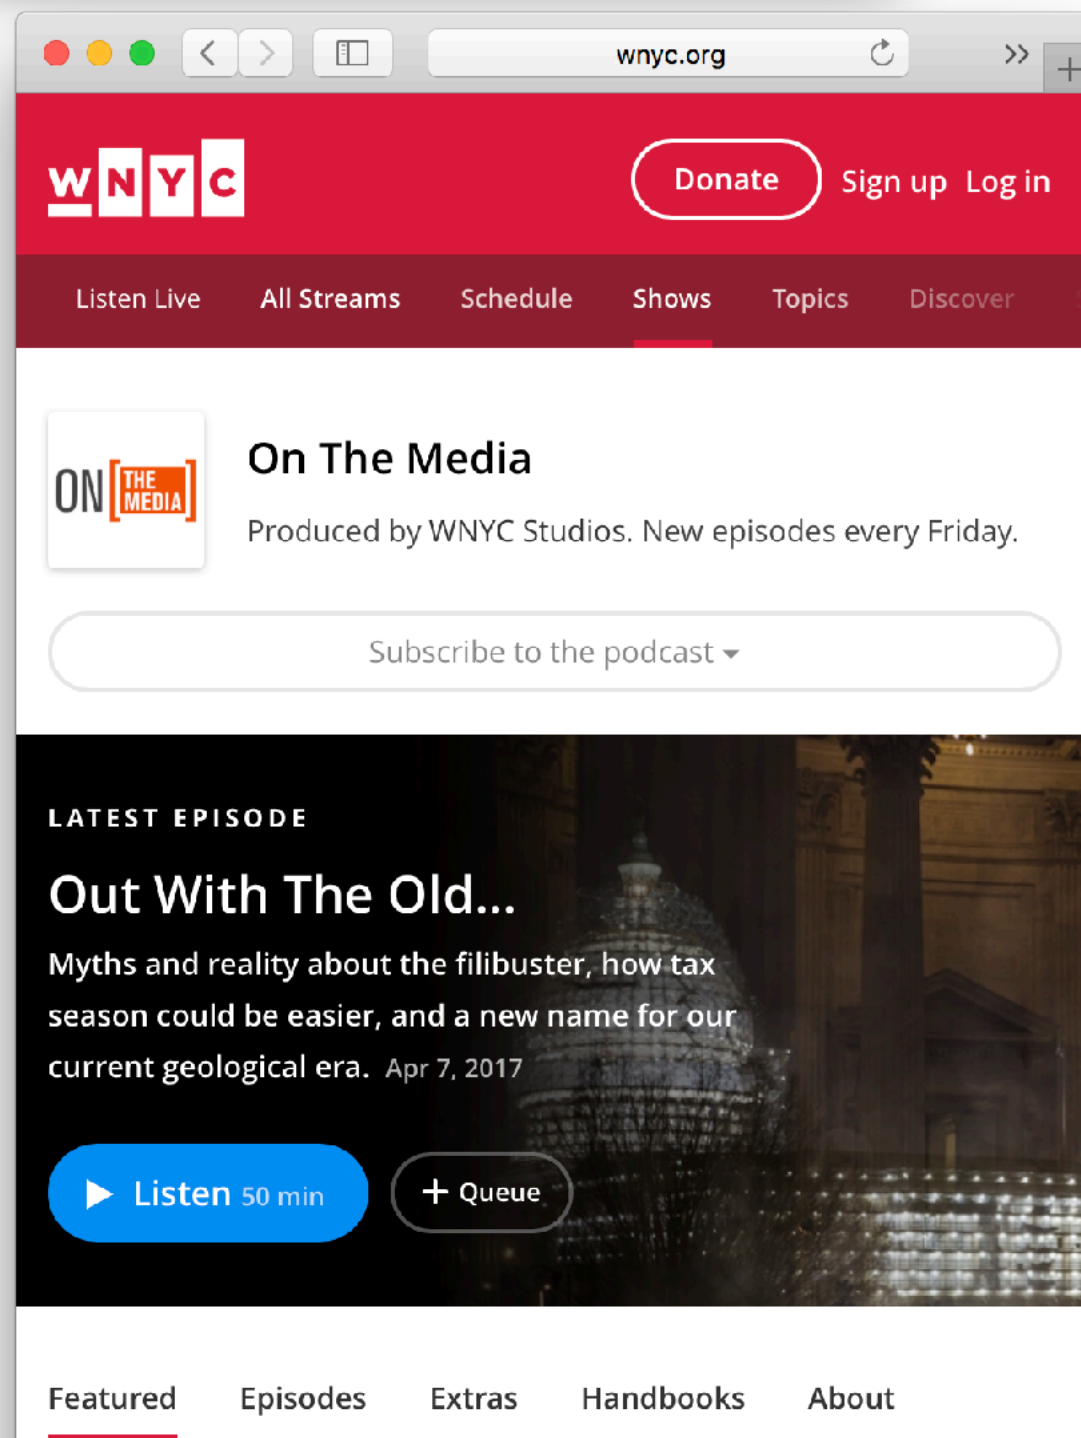 wnyc.org
WNYC
Donate Sign up Log in
Listen Live All Streams Schedule Shows Topics Discover
ON [THE MEDIA]
On The Media
Produced by WNYC Studios. New episodes every Friday.
Subscribe to the podcast
LATEST EPISODE
Out With The Old...
Myths and reality about the filibuster, how tax
season could be easier, and a new name for our
current geological era. Apr 7, 2017
Listen 50 min + Queue
Featured Episodes Extras Handbooks About